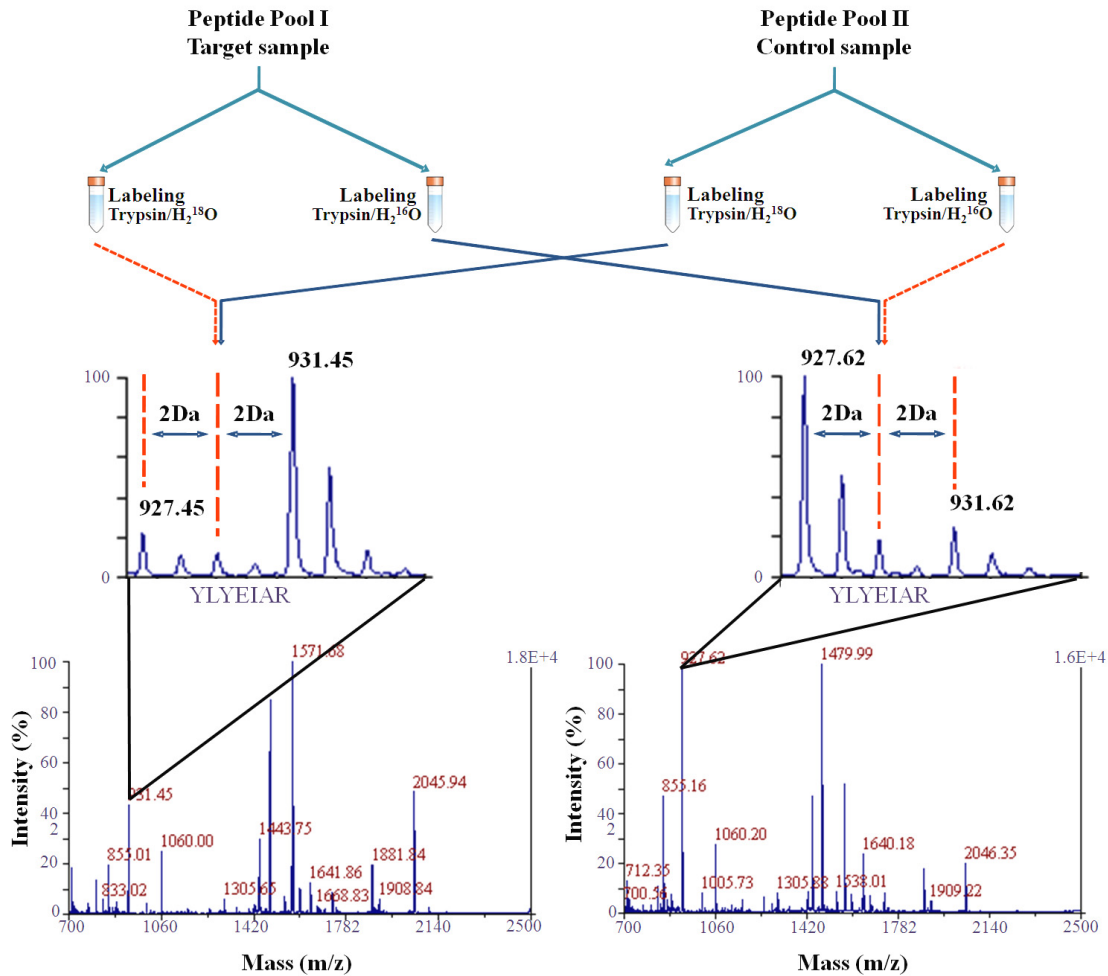 Peptide Pool I
Target sample
Peptide Pool II
Control sample
Labeling
Trypsin/H₂¹⁸O
Labeling
Trypsin/H₂¹⁶O
Labeling
Trypsin/H₂¹⁸O
Labeling
Trypsin/H₂¹⁶O
931.45
100
2Da
2Da
927.45
0
YLYEIAR
927.62
100
2Da
2Da
931.62
0
YLYEIAR
1571.68
100
1.8E+4
80
60
40
2
20
0
931.45
2045.94
1443.75
855.01
1060.00
1881.84
1641.86
833.02
1305.65
1668.83
1908.84
Intensity (%)
700
1060
1420
1782
2140
2500
Mass (m/z)
927.62
1479.99
100
1.6E+4
80
60
40
2
20
0
855.16
1060.20
1640.18
2046.35
712.35
700.56
1005.73
1305.88
1538.01
1909.22
Intensity (%)
700
1060
1420
1782
2140
2500
Mass (m/z)